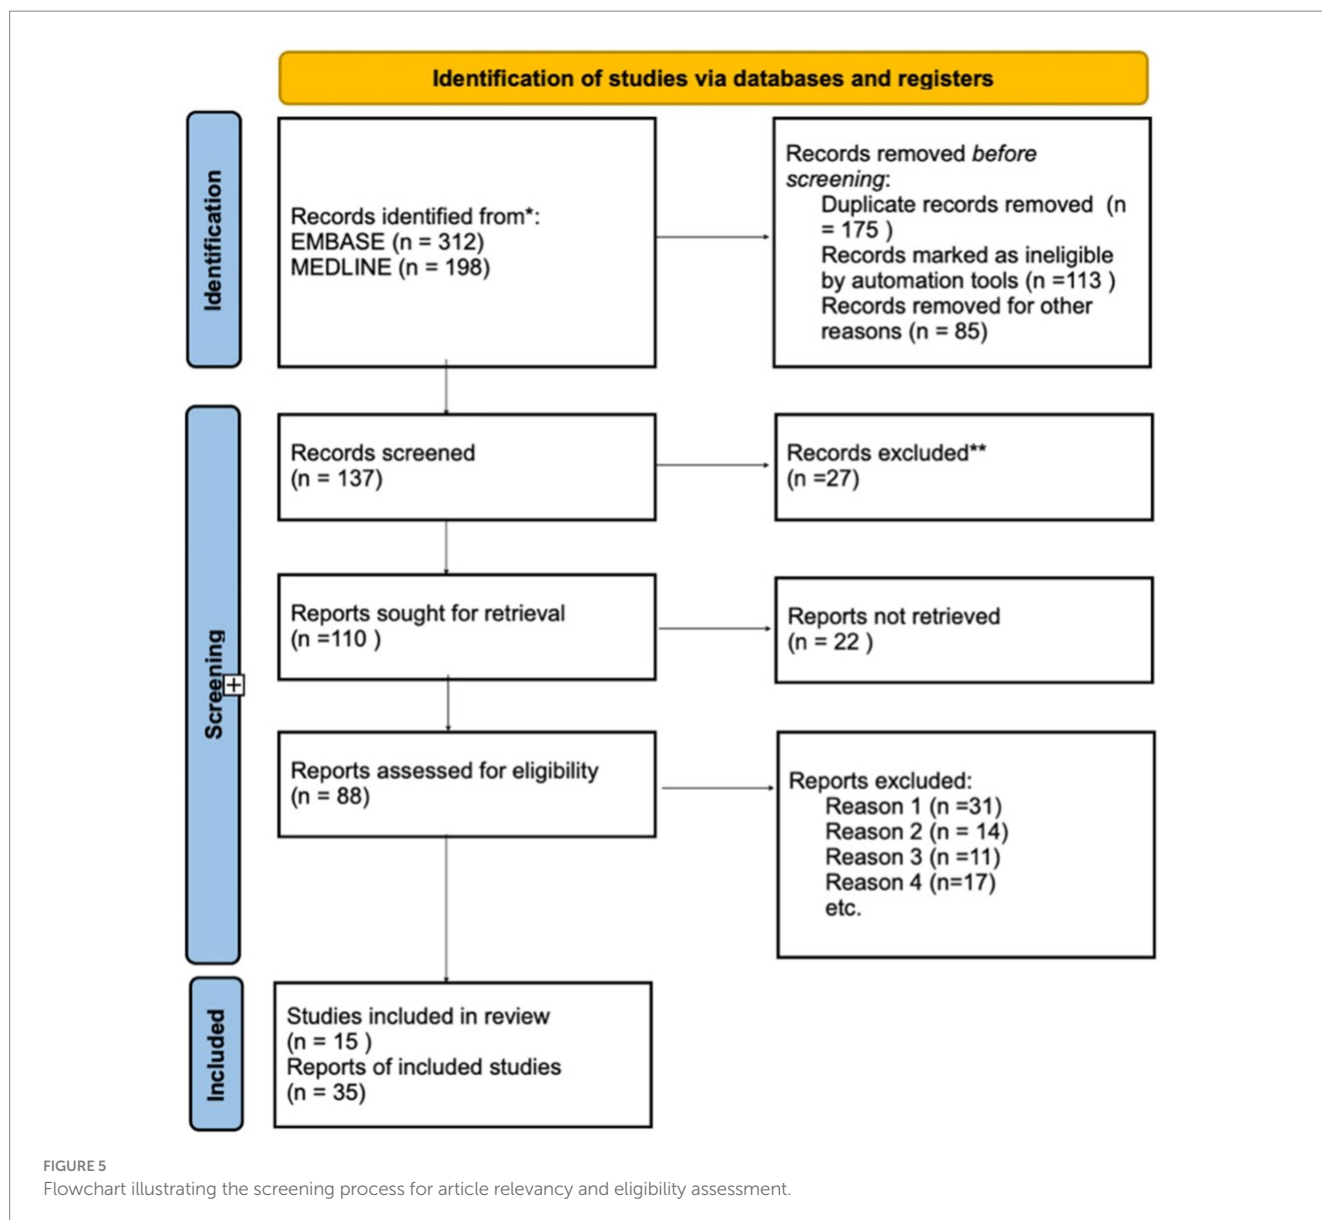 Identification of studies via databases and registers
Identification
Records identified from*:
EMBASE (n = 312)
MEDLINE (n = 198)
Records removed before
screening:
Duplicate records removed (n
= 175 )
Records marked as ineligible
by automation tools (n =113 )
Records removed for other
reasons (n = 85)
Screening
Records screened
(n = 137)
Records excluded**
(n =27)
Reports sought for retrieval
(n =110 )
Reports not retrieved
(n = 22 )
Reports assessed for eligibility
(n = 88)
Reports excluded:
Reason 1 (n =31)
Reason 2 (n = 14)
Reason 3 (n =11)
Reason 4 (n=17)
etc.
Included
Studies included in review
(n = 15 )
Reports of included studies
(n = 35)
FIGURE 5
Flowchart illustrating the screening process for article relevancy and eligibility assessment.